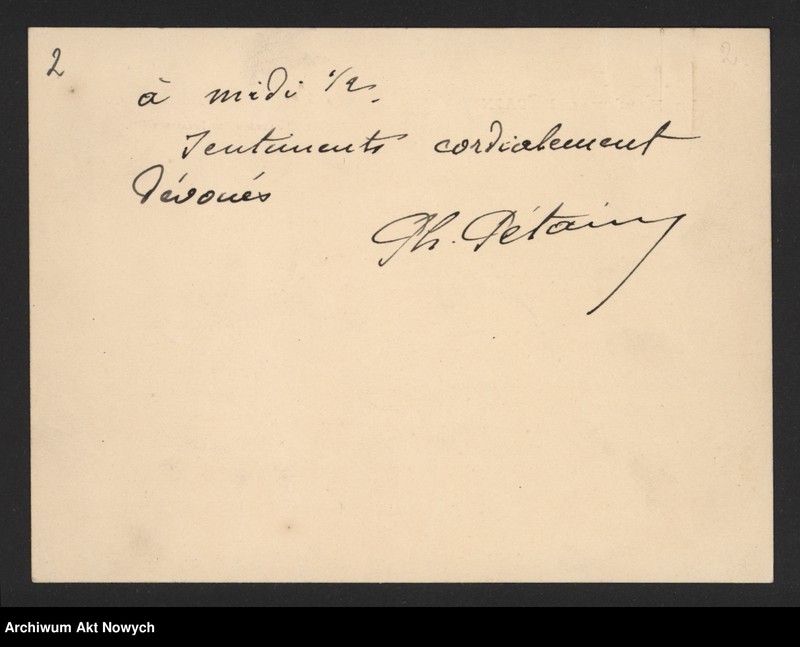 2
à midi 1/2.
Sentiments cordialement
dévoués
Ph. Pétain
Archiwum Akt Nowych